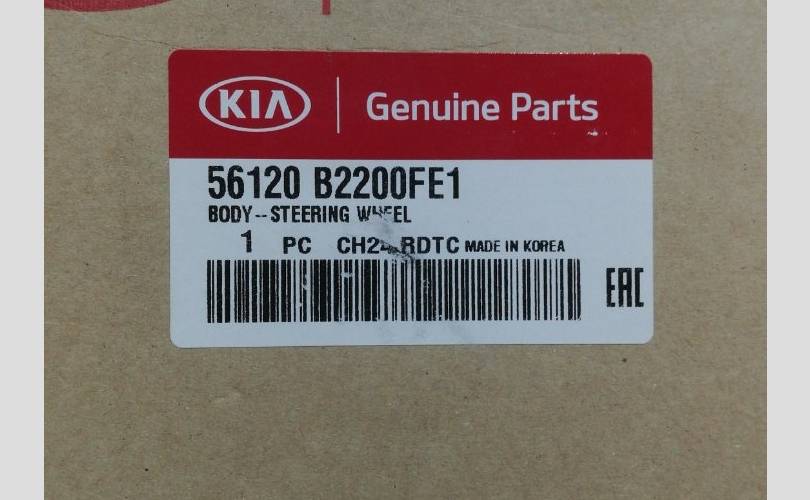 KIA Genuine Parts
56120 B2200FE1
BODY--STEERING WHEEL
1 PC MADE IN KOREA
EAC